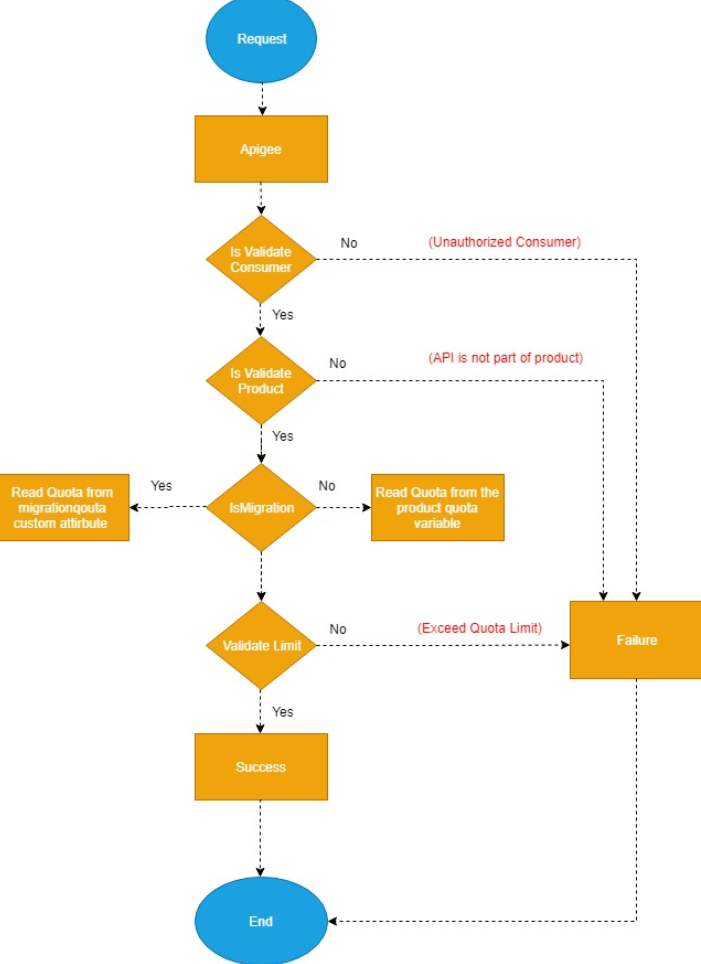 Request
Apigee
Is Validate
Consumer
No
(Unauthorized Consumer)
Yes
Is Validate
Product
No
(API is not part of product)
Yes
Read Quota from
migrationqouta
custom attirbute
Yes
IsMigration
No
Read Quota from the
product quota
variable
Validate Limit
No
(Exceed Quota Limit)
Failure
Yes
Success
End